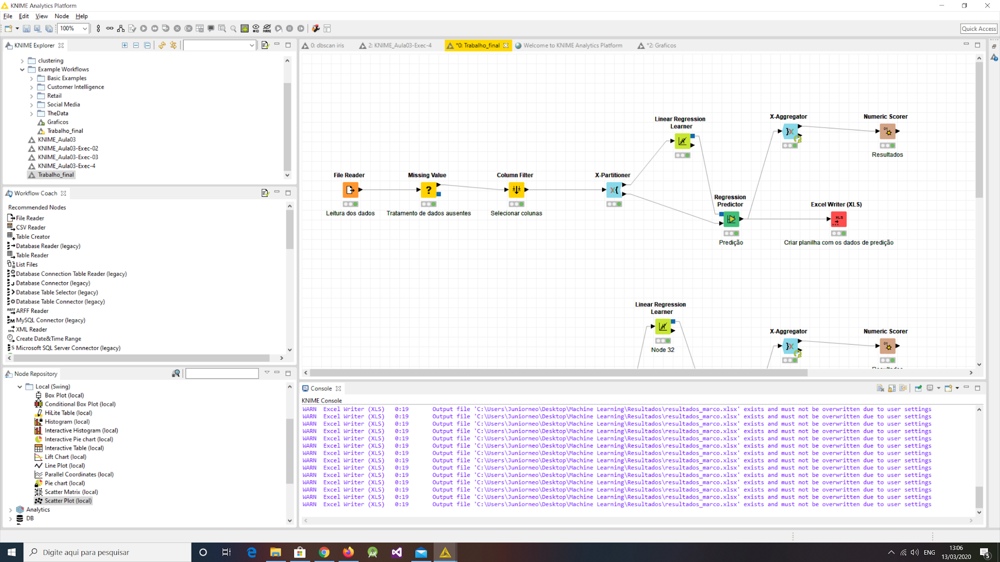 KNIME Analytics Platform
File Edit View Node Help
100%
#ID
NAME
Quick Access
KNIME Explorer
clustering
Example Workflows
Basic Examples
Customer Intelligence
Retail
Social Media
TheData
Graficos
Trabalho_final
KNIME_Aula03
KNIME_Aula03-Exec-02
KNIME_Aula03-Exec-03
KNIME_Aula03-Exec-4
Trabalho_final
Workflow Coach
Recommended Nodes
File Reader
CSV Reader
Table Creator
Database Reader (legacy)
Table Reader
List Files
Database Connection Table Reader (legacy)
Database Connector (legacy)
Database Table Selector (legacy)
Database Table Connector (legacy)
ARFF Reader
MySQL Connector (legacy)
XML Reader
Create Date&Time Range
Microsoft SQL Server Connector (legacy)
Node Repository
Local (Swing)
Box Plot (local)
Conditional Box Plot (local)
HiLite Table (local)
Histogram (local)
Interactive Histogram (local)
Interactive Pie chart (local)
Interactive Table (local)
Lift Chart (local)
Line Plot (local)
Parallel Coordinates (local)
Pie chart (local)
Scatter Matrix (local)
Scatter Plot (local)
Analytics
DB
0: dbscan iris 2: KNIME_Aula03-Exec-4 *0: Trabalho_final Welcome to KNIME Analytics Platform *2: Graficos
Linear Regression
Learner
X-Aggregator
Numeric Scorer
Resultados
File Reader
Missing Value
Column Filter
X-Partitioner
Leitura dos dados
Tratamento de dados ausentes
Selecionar colunas
Regression
Predictor
Predição
Excel Writer (XLS)
XLS
Criar planilha com os dados de predição
Linear Regression
Learner
Node 32
X-Aggregator
Numeric Scorer
Resultados
Console
KNIME Console
WARN Excel Writer (XLS) 0:19 Output file 'C:\Users\Juniorneo\Desktop\Machine Learning\Resultados\resultados_marco.xlsx' exists and must not be overwritten due to user settings
WARN Excel Writer (XLS) 0:19 Output file 'C:\Users\Juniorneo\Desktop\Machine Learning\Resultados\resultados_marco.xlsx' exists and must not be overwritten due to user settings
WARN Excel Writer (XLS) 0:19 Output file 'C:\Users\Juniorneo\Desktop\Machine Learning\Resultados\resultados_marco.xlsx' exists and must not be overwritten due to user settings
WARN Excel Writer (XLS) 0:19 Output file 'C:\Users\Juniorneo\Desktop\Machine Learning\Resultados\resultados_marco.xlsx' exists and must not be overwritten due to user settings
WARN Excel Writer (XLS) 0:19 Output file 'C:\Users\Juniorneo\Desktop\Machine Learning\Resultados\resultados_marco.xlsx' exists and must not be overwritten due to user settings
WARN Excel Writer (XLS) 0:19 Output file 'C:\Users\Juniorneo\Desktop\Machine Learning\Resultados\resultados_marco.xlsx' exists and must not be overwritten due to user settings
WARN Excel Writer (XLS) 0:19 Output file 'C:\Users\Juniorneo\Desktop\Machine Learning\Resultados\resultados_marco.xlsx' exists and must not be overwritten due to user settings
WARN Excel Writer (XLS) 0:19 Output file 'C:\Users\Juniorneo\Desktop\Machine Learning\Resultados\resultados_marco.xlsx' exists and must not be overwritten due to user settings
WARN Excel Writer (XLS) 0:19 Output file 'C:\Users\Juniorneo\Desktop\Machine Learning\Resultados\resultados_marco.xlsx' exists and must not be overwritten due to user settings
WARN Excel Writer (XLS) 0:19 Output file 'C:\Users\Juniorneo\Desktop\Machine Learning\Resultados\resultados_marco.xlsx' exists and must not be overwritten due to user settings
WARN Excel Writer (XLS) 0:19 Output file 'C:\Users\Juniorneo\Desktop\Machine Learning\Resultados\resultados_marco.xlsx' exists and must not be overwritten due to user settings
WARN Excel Writer (XLS) 0:19 Output file 'C:\Users\Juniorneo\Desktop\Machine Learning\Resultados\resultados_marco.xlsx' exists and must not be overwritten due to user settings
WARN Excel Writer (XLS) 0:19 Output file 'C:\Users\Juniorneo\Desktop\Machine Learning\Resultados\resultados_marco.xlsx' exists and must not be overwritten due to user settings
WARN Excel Writer (XLS) 0:19 Output file 'C:\Users\Juniorneo\Desktop\Machine Learning\Resultados\resultados_marco.xlsx' exists and must not be overwritten due to user settings
Digite aqui para pesquisar
ENG
13:06
13/03/2020
5